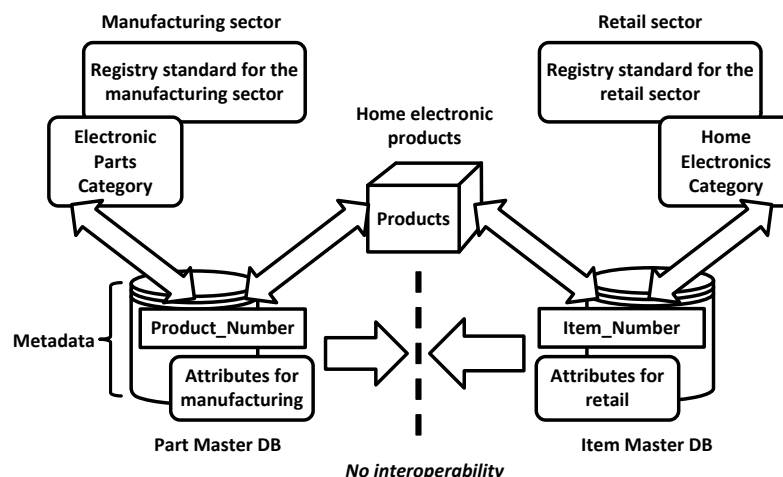 Manufacturing sector
Registry standard for the
manufacturing sector
Electronic
Parts
Category
Home electronic
products
Products
Retail sector
Registry standard for the
retail sector
Home
Electronics
Category
Metadata
Product_Number
Attributes for
manufacturing
Part Master DB
Item_Number
Attributes for
retail
Item Master DB
No interoperability